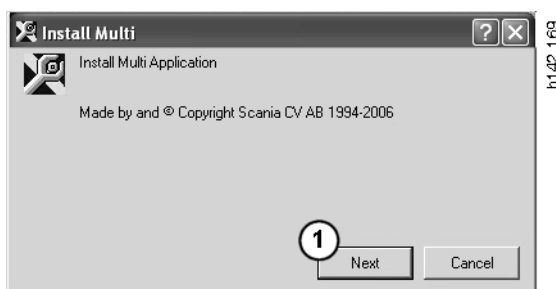 Install Multi
Install Multi Application
Made by and © Copyright Scania CV AB 1994-2006
1
Next
Cancel
b142 169